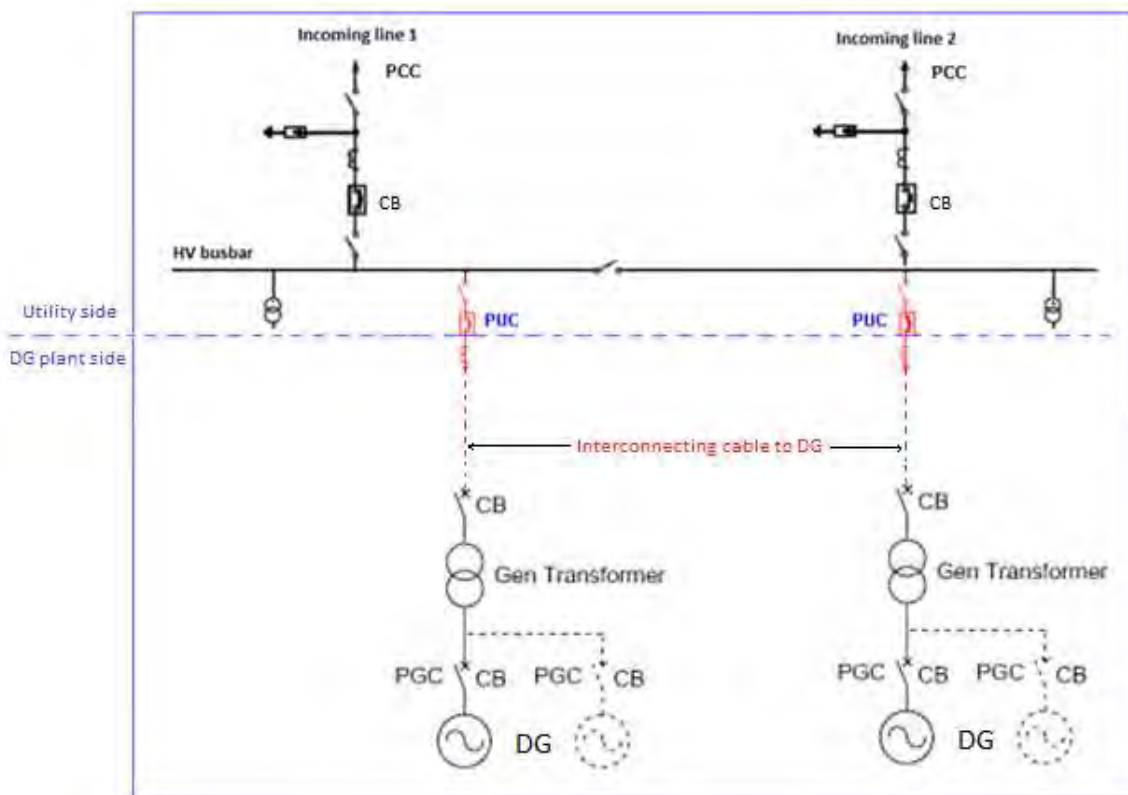 Incoming line 1
Incoming line 2
PCC
PCC
CB
CB
HV busbar
Utility side
PUC
PUC
DG plant side
Interconnecting cable to DG
CB
CB
Gen Transformer
Gen Transformer
PGC CB PGC CB
PGC CB PGC CB
DG
DG